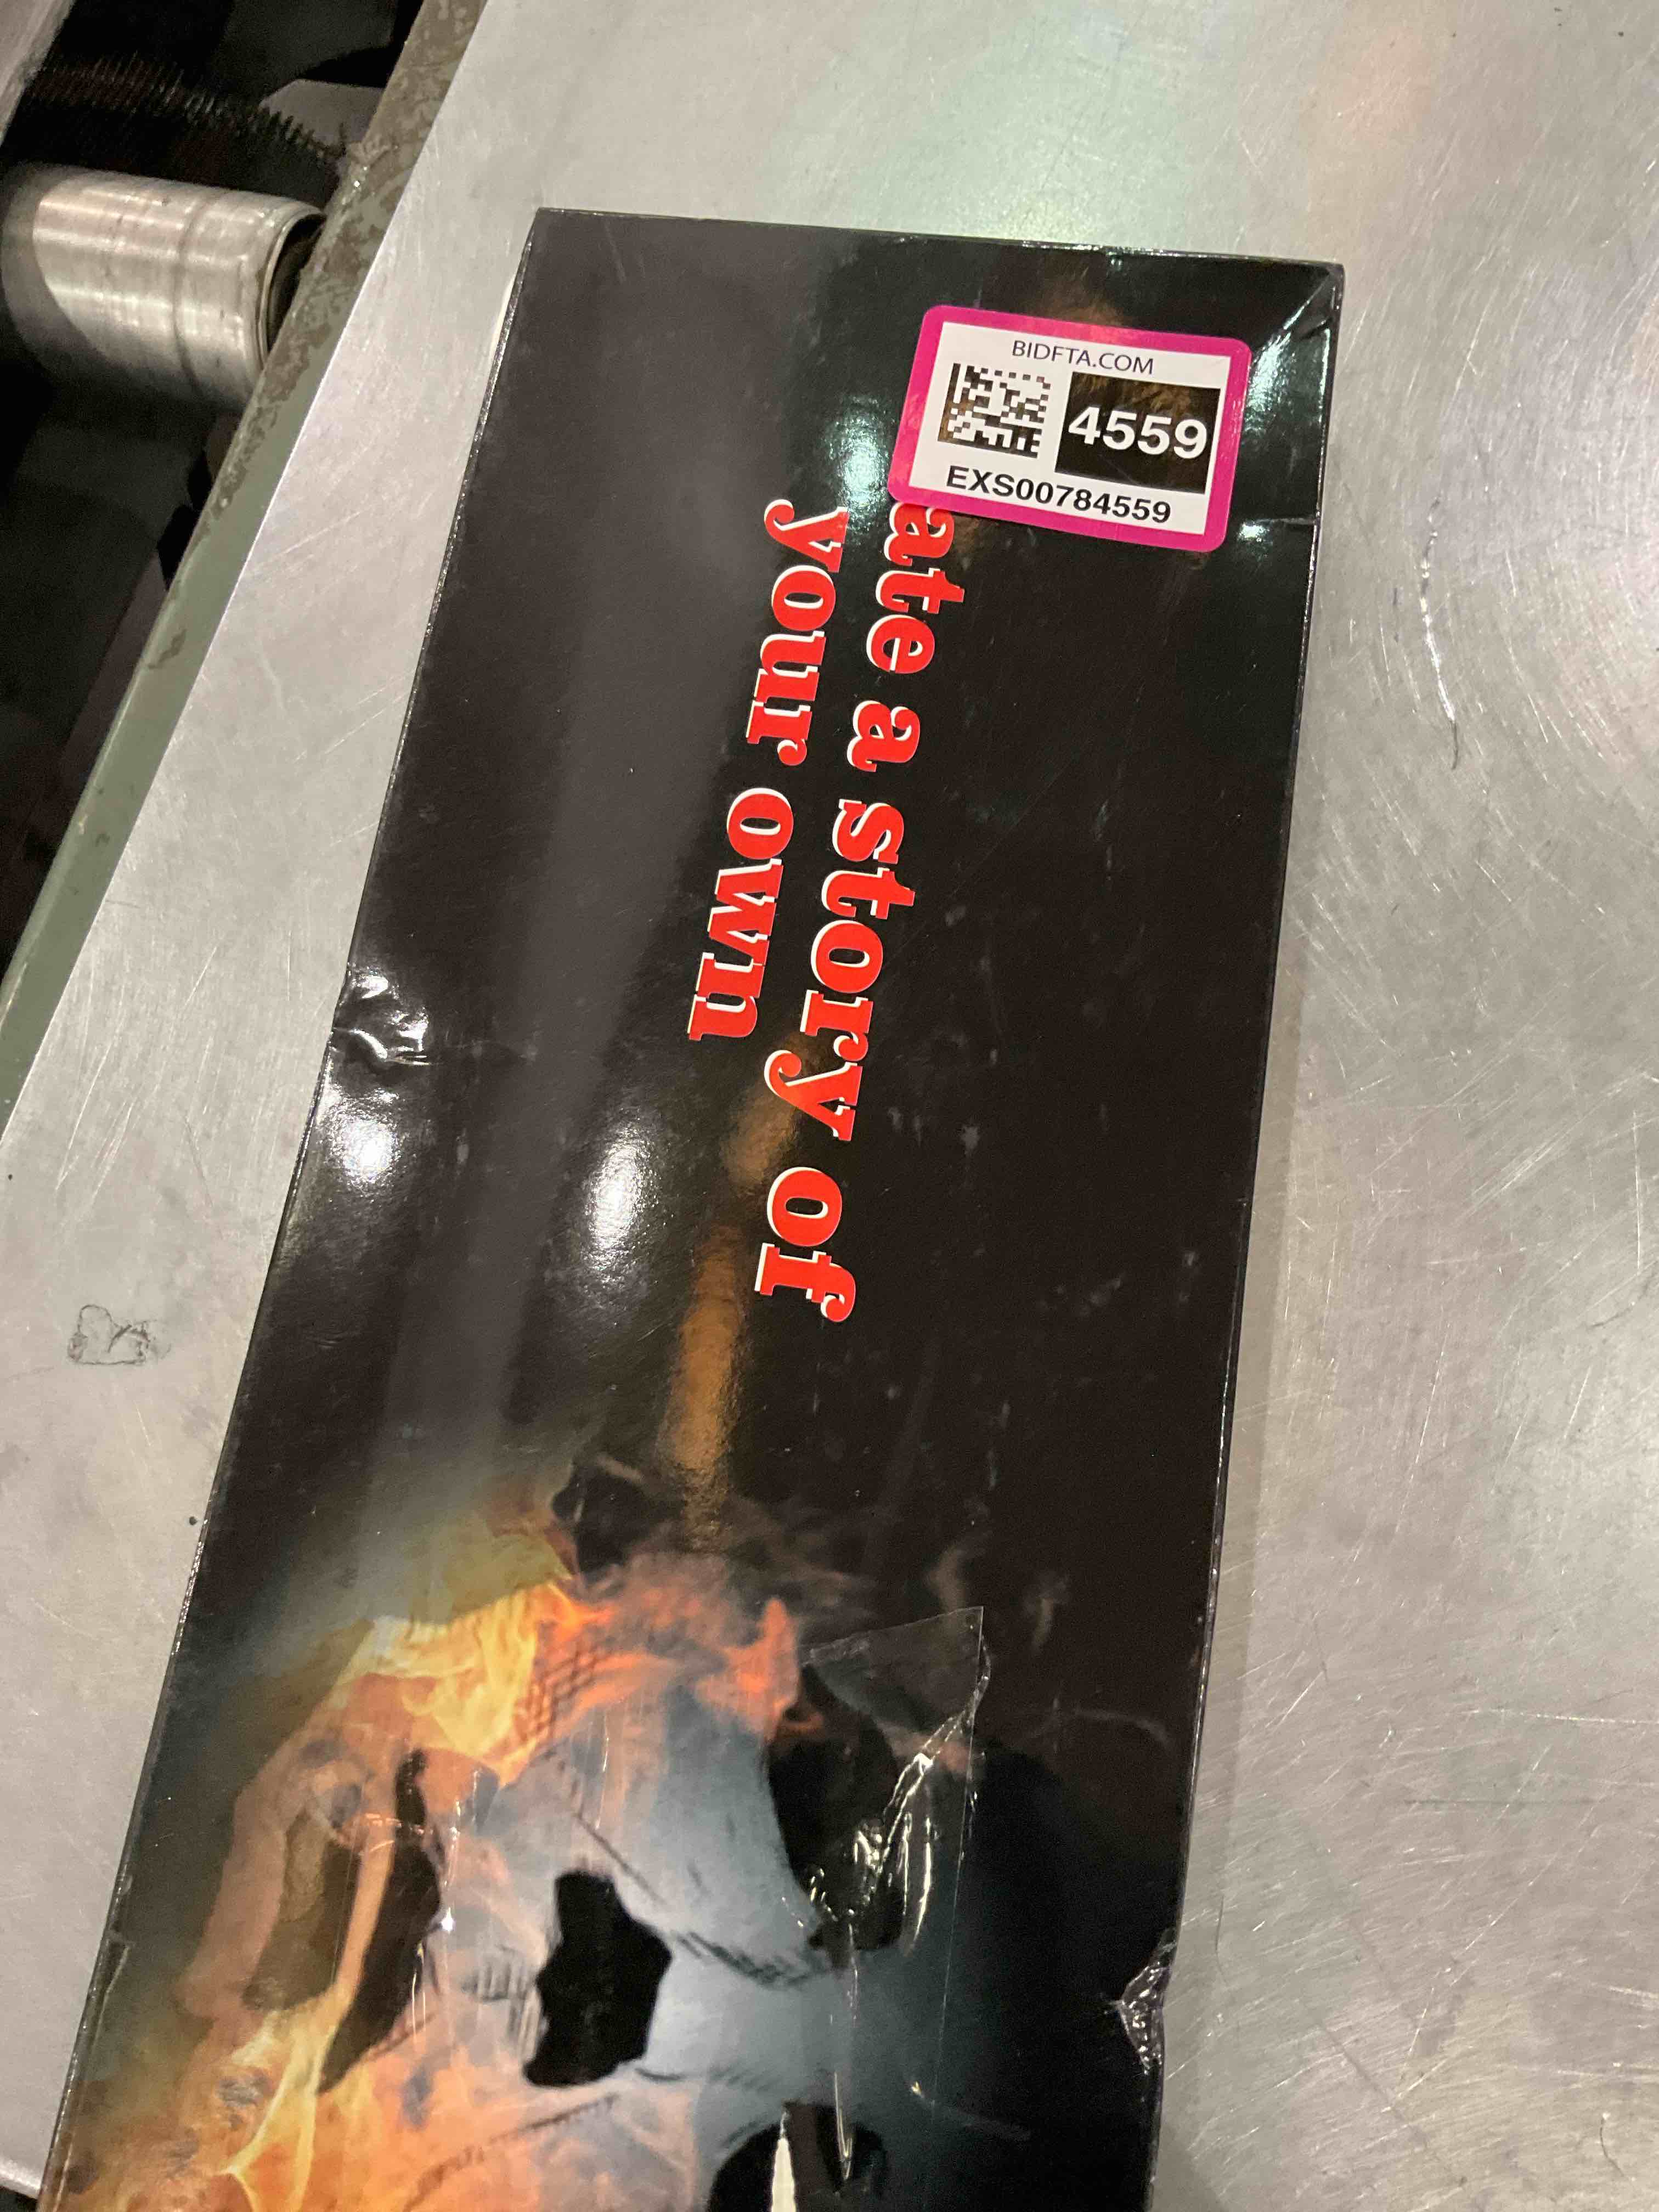 BIDFTA.COM
4559
EXS00784559
ate a story of
your own